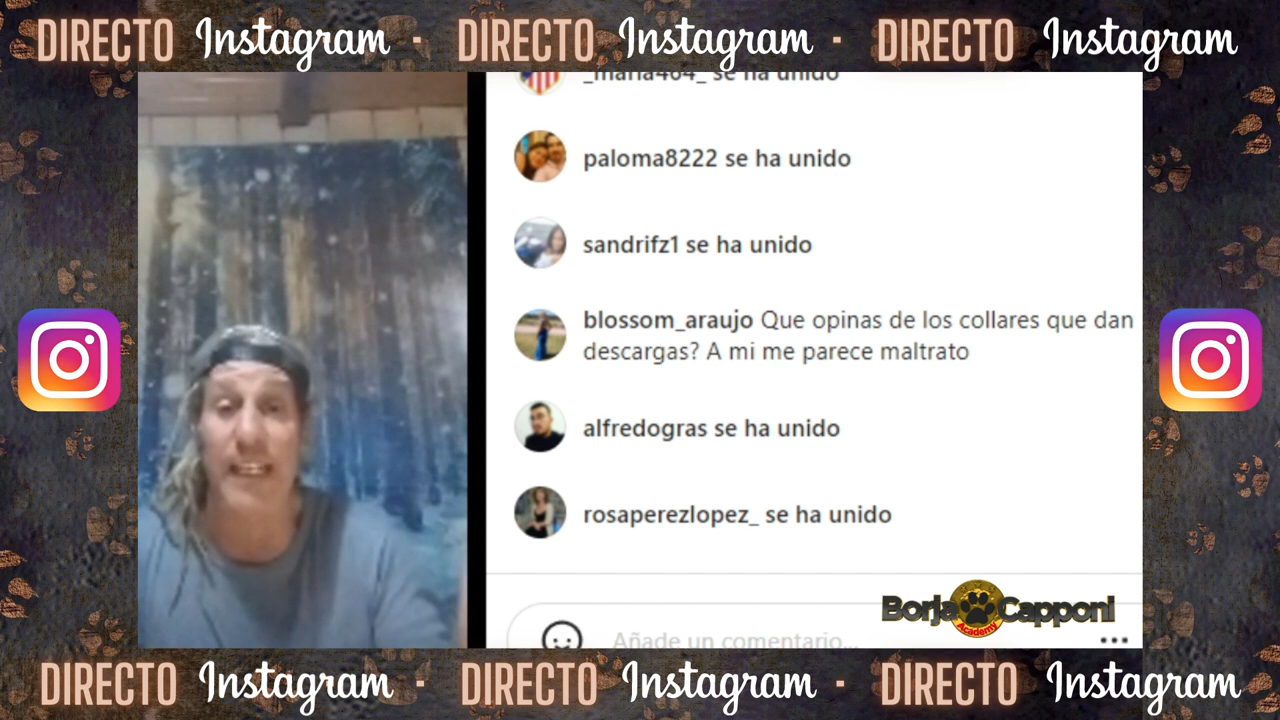 DIRECTO Instagram · DIRECTO Instagram · DIRECTO Instagram
_maria464_ se ha unido
paloma8222 se ha unido
sandrifz1 se ha unido
blossom_araujo Que opinas de los collares que dan
descargas? A mi me parece maltrato
alfredogras se ha unido
rosaperezlopez_ se ha unido
Borja Capponi
Academy
Añade un comentario...
DIRECTO Instagram · DIRECTO Instagram · DIRECTO Instagram